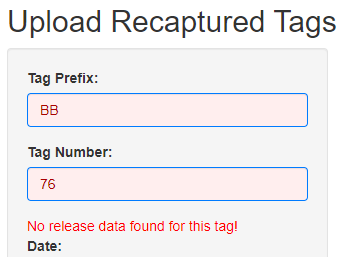 Upload Recaptured Tags
Tag Prefix:
BB
Tag Number:
76
No release data found for this tag!
Date: